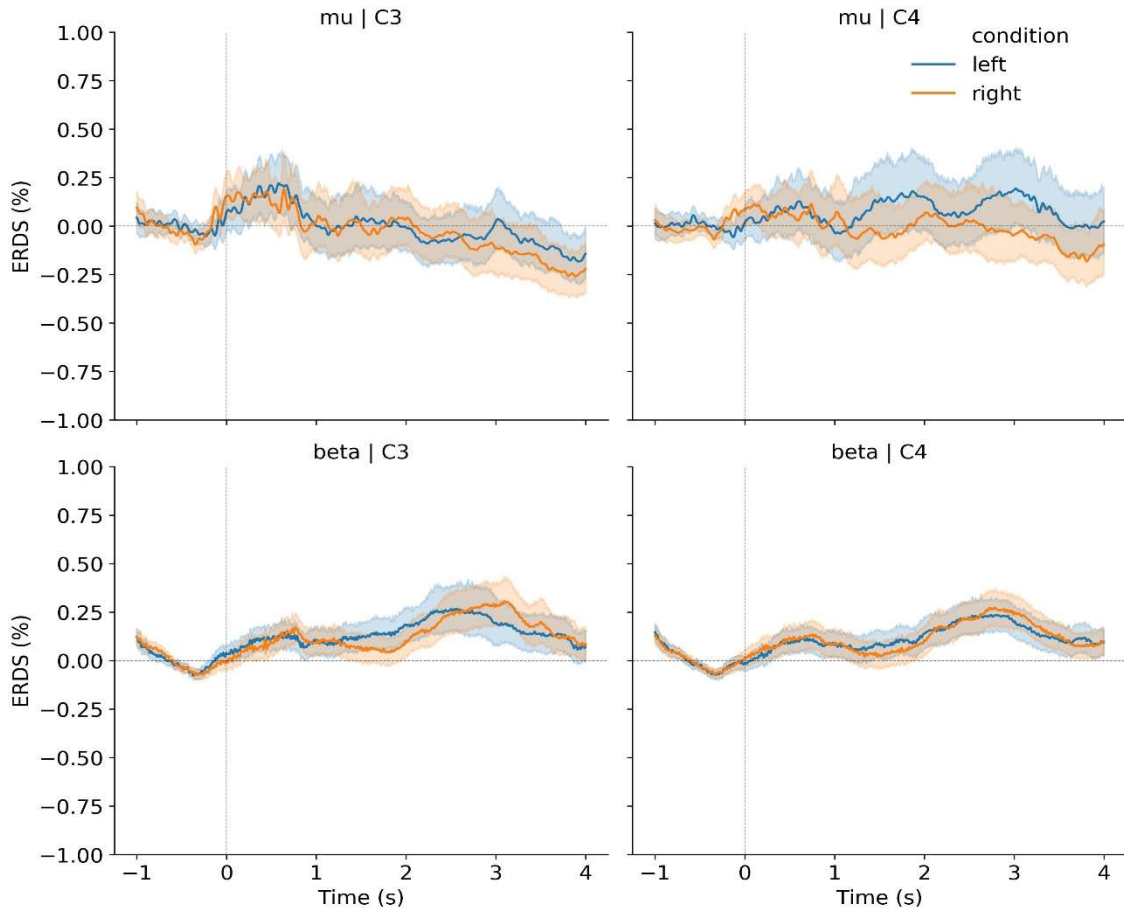 mu | C3
mu | C4
condition
left
right
1.00
0.75
0.50
0.25
0.00
−0.25
−0.50
−0.75
−1.00
ERDS (%)
beta | C3
beta | C4
1.00
0.75
0.50
0.25
0.00
−0.25
−0.50
−0.75
−1.00
ERDS (%)
−1 0 1 2 3 4
−1 0 1 2 3 4
Time (s)
Time (s)